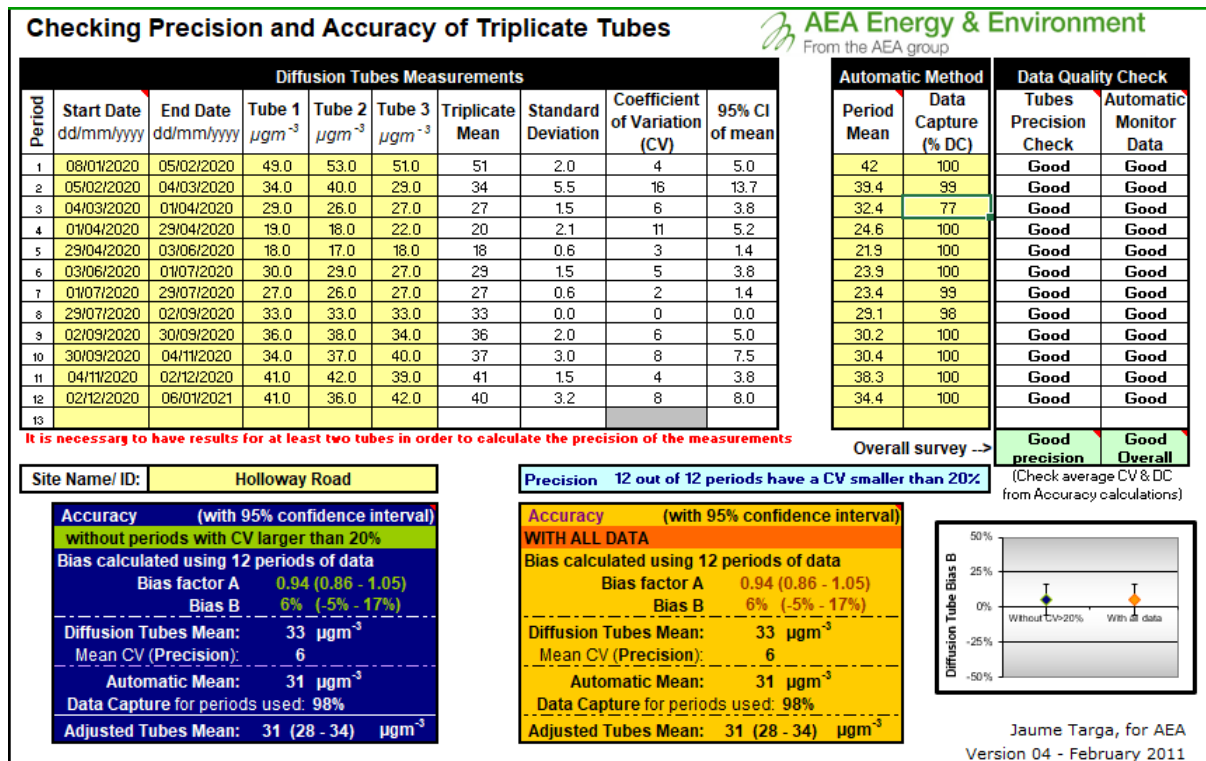 Checking Precision and Accuracy of Triplicate Tubes
AEA Energy & Environment
From the AEA group
Diffusion Tubes Measurements
Automatic Method
Data Quality Check
Period Start Date dd/mm/yyyy End Date dd/mm/yyyy Tube 1 µgm⁻³ Tube 2 µgm⁻³ Tube 3 µgm⁻³ Triplicate Mean Standard Deviation Coefficient of Variation (CV) 95% CI of mean Period Mean Data Capture (% DC) Tubes Precision Check Automatic Monitor Data
1 08/01/2020 05/02/2020 49.0 53.0 51.0 51 2.0 4 5.0 42 100 Good Good
2 05/02/2020 04/03/2020 34.0 40.0 29.0 34 5.5 16 13.7 39.4 99 Good Good
3 04/03/2020 01/04/2020 29.0 26.0 27.0 27 1.5 6 3.8 32.4 77 Good Good
4 01/04/2020 29/04/2020 19.0 18.0 22.0 20 2.1 11 5.2 24.6 100 Good Good
5 29/04/2020 03/06/2020 18.0 17.0 18.0 18 0.6 3 1.4 21.9 100 Good Good
6 03/06/2020 01/07/2020 30.0 29.0 27.0 29 1.5 5 3.8 23.9 100 Good Good
7 01/07/2020 29/07/2020 27.0 26.0 27.0 27 0.6 2 1.4 23.4 99 Good Good
8 29/07/2020 02/09/2020 33.0 33.0 33.0 33 0.0 0 0.0 29.1 98 Good Good
9 02/09/2020 30/09/2020 36.0 38.0 34.0 36 2.0 6 5.0 30.2 100 Good Good
10 30/09/2020 04/11/2020 34.0 37.0 40.0 37 3.0 8 7.5 30.4 100 Good Good
11 04/11/2020 02/12/2020 41.0 42.0 39.0 41 1.5 4 3.8 38.3 100 Good Good
12 02/12/2020 06/01/2021 41.0 36.0 42.0 40 3.2 8 8.0 34.4 100 Good Good
13
It is necessary to have results for at least two tubes in order to calculate the precision of the measurements
Overall survey --> Good precision Good Overall
Site Name/ ID: Holloway Road
Precision 12 out of 12 periods have a CV smaller than 20%
(Check average CV & DC
from Accuracy calculations)
Accuracy (with 95% confidence interval)
without periods with CV larger than 20%
Bias calculated using 12 periods of data
Bias factor A 0.94 (0.86 - 1.05)
Bias B 6% (-5% - 17%)
Diffusion Tubes Mean: 33 µgm⁻³
Mean CV (Precision): 6
Automatic Mean: 31 µgm⁻³
Data Capture for periods used: 98%
Adjusted Tubes Mean: 31 (28 - 34) µgm⁻³
Accuracy (with 95% confidence interval)
WITH ALL DATA
Bias calculated using 12 periods of data
Bias factor A 0.94 (0.86 - 1.05)
Bias B 6% (-5% - 17%)
Diffusion Tubes Mean: 33 µgm⁻³
Mean CV (Precision): 6
Automatic Mean: 31 µgm⁻³
Data Capture for periods used: 98%
Adjusted Tubes Mean: 31 (28 - 34) µgm⁻³
Diffusion Tube Bias B
50%
25%
0%
-25%
-50%
Without CV>20% With all data
Jaume Targa, for AEA
Version 04 - February 2011